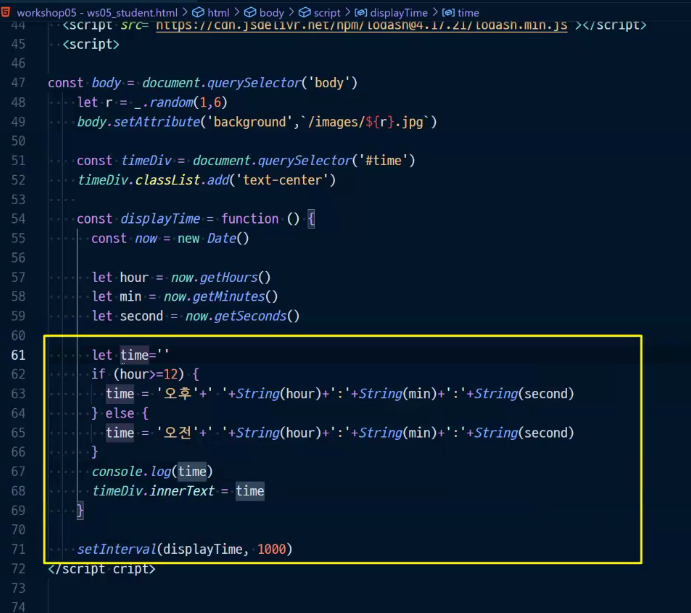 workshop05 - ws05_student.html > html > body > script > displayTime > time
44 <script src="https://cdn.jsdelivr.net/npm/lodash@4.17.21/lodash.min.js"></script>
45 <script>
46
47 const body = document.querySelector('body')
48 let r = _.random(1,6)
49 body.setAttribute('background',`/images/${r}.jpg`)
50
51 const timeDiv = document.querySelector('#time')
52 timeDiv.classList.add('text-center')
53
54 const displayTime = function () {
55 const now = new Date()
56
57 let hour = now.getHours()
58 let min = now.getMinutes()
59 let second = now.getSeconds()
60
61 let time=''
62 if (hour>=12) {
63 time = '오후'+' '+String(hour)+':'+String(min)+':'+String(second)
64 } else {
65 time = '오전'+' '+String(hour)+':'+String(min)+':'+String(second)
66 }
67 console.log(time)
68 timeDiv.innerText = time
69 }
70
71 setInterval(displayTime, 1000)
72 </script cript>
73
74